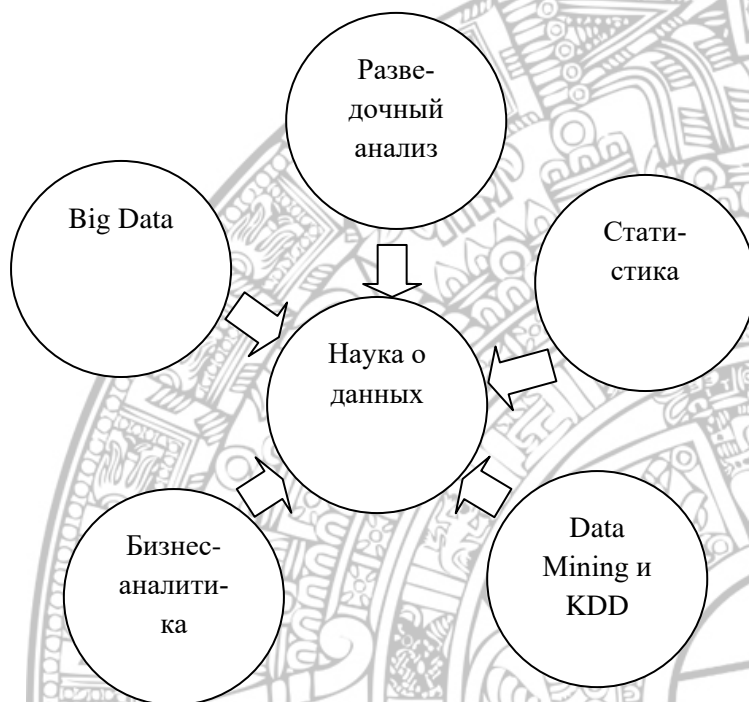 Разве-
дочный
анализ
Big Data
Стати-
стика
Наука о
данных
Бизнес-
аналити-
ка
Data
Mining и
KDD